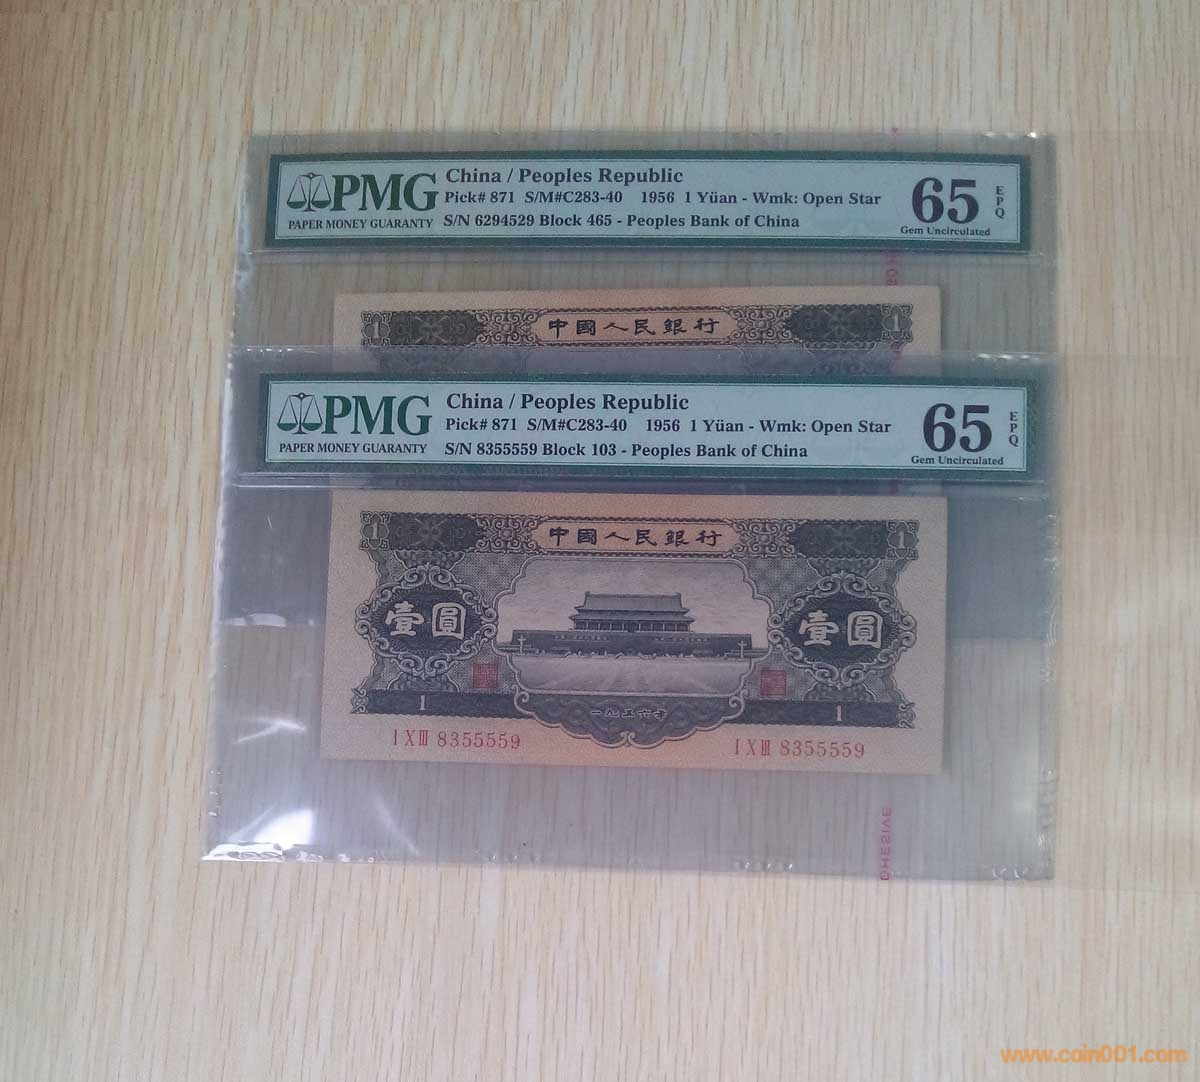 PMG
PAPER MONEY GUARANTY
China / Peoples Republic
Pick# 871 S/M#C283-40 1956 1 Yüan - Wmk: Open Star
S/N 6294529 Block 465 - Peoples Bank of China
65
EPQ
Gem Uncirculated
1 中國人民銀行 1
PMG
PAPER MONEY GUARANTY
China / Peoples Republic
Pick# 871 S/M#C283-40 1956 1 Yüan - Wmk: Open Star
S/N 8355559 Block 103 - Peoples Bank of China
65
EPQ
Gem Uncirculated
1 中國人民銀行 1
壹圓 壹圓
1 1
一九五六年
I X III 8355559 I X III 8355559
DHESIVE
www.coin001.com